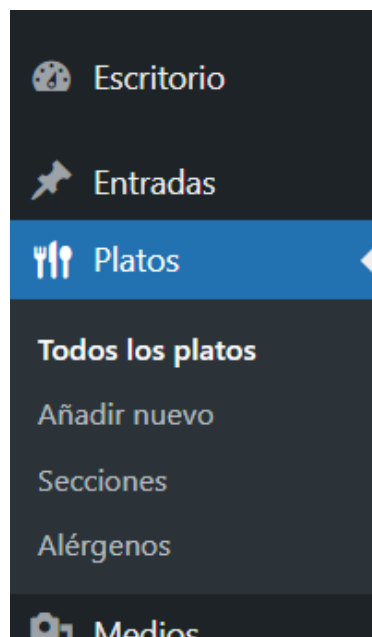 Escritorio
Entradas
Platos
Todos los platos
Añadir nuevo
Secciones
Alérgenos
Medios